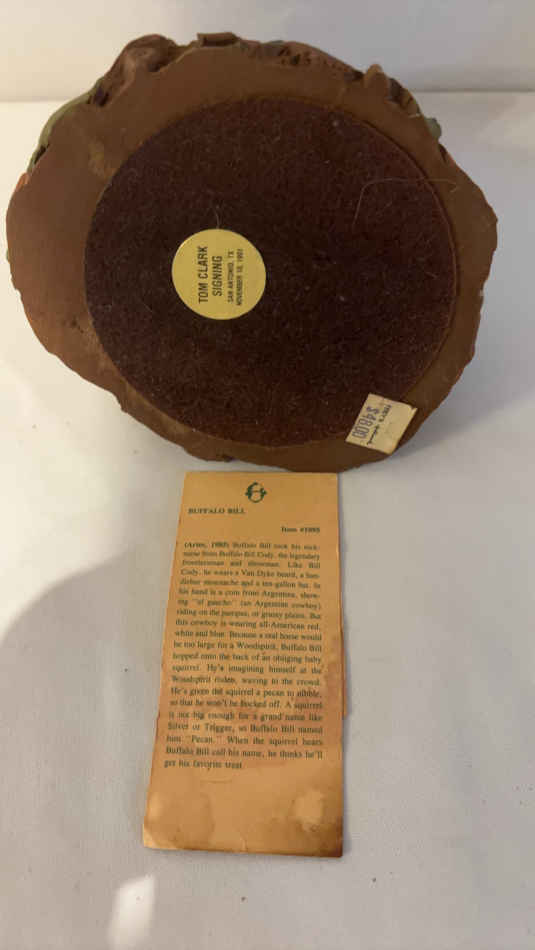 TOM CLARK
SIGNING
SAN ANTONIO, TX
$48.00
BUFFALO BILL
(Aries, 1985) Buffalo Bill took his nick-
name from Buffalo Bill Cody, the legendary
frontiersman and showman. Like Bill
Cody, he wears a Van Dyke beard, a han-
dlebar moustache and a ten-gallon hat. In
his hand is a coin from Argentina, show-
ing "el gaucho" (an Argentine cowboy)
riding on the pampas, or grassy plains. But
this cowboy is wearing all-American red,
white and blue. Because a real horse would
be too large for a Woodspirit, Buffalo Bill
hopped onto the back of an obliging baby
squirrel. He's imagining himself at the
Woodspirit rodeo, waving to the crowd.
He's given the squirrel a pecan to nibble,
so that he won't be bucked off. A squirrel
is not big enough for a grand name like
Silver or Trigger, so Buffalo Bill named
him "Pecan." When the squirrel hears
Buffalo Bill call his name, he thinks he'll
get his favorite treat.